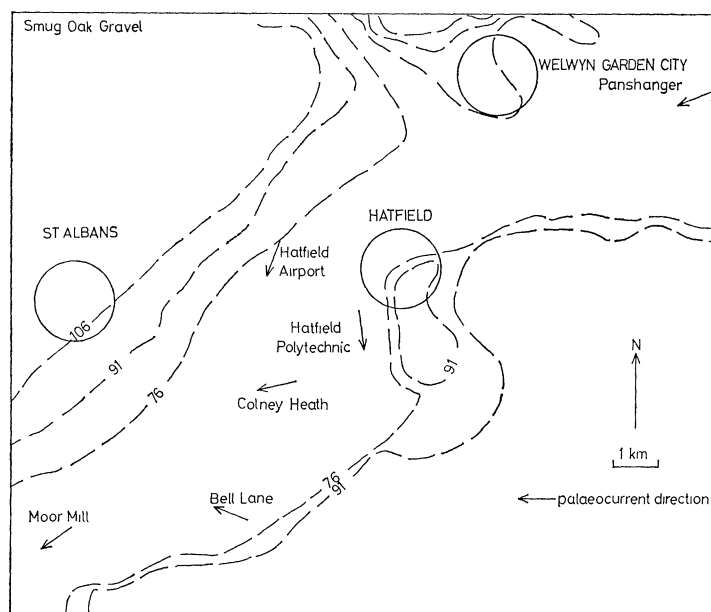 Smug Oak Gravel
WELWYN GARDEN CITY
Panshanger
ST ALBANS
HATFIELD
Hatfield
Airport
106
Hatfield
Polytechnic
91
91
N
76
Colney Heath
1 km
76
91
Bell Lane
palaeocurrent direction
Moor Mill